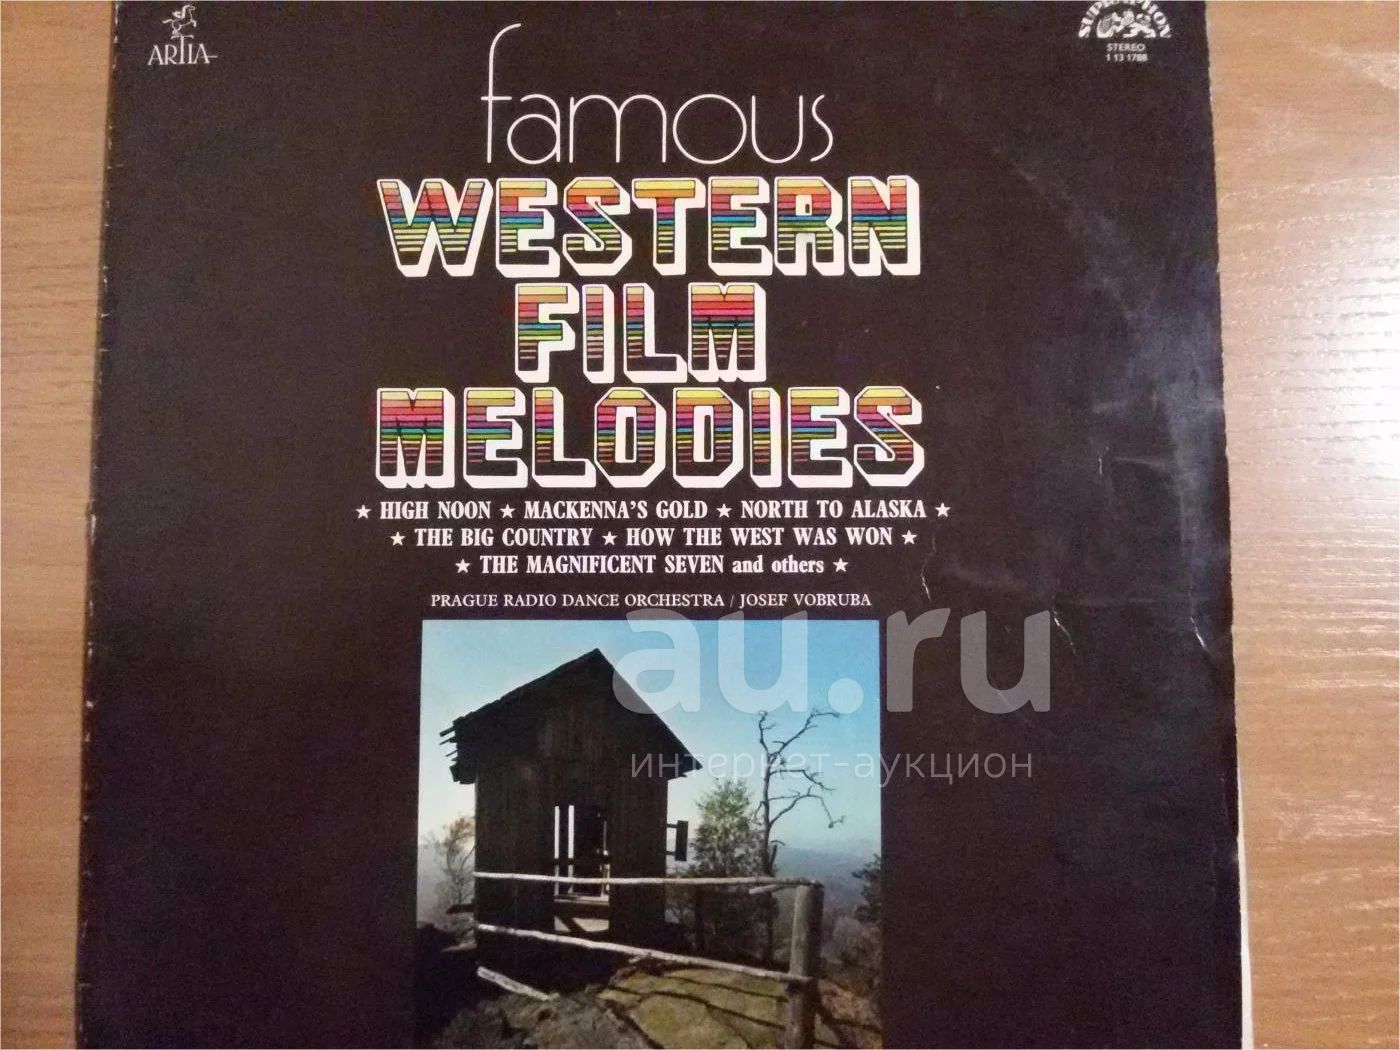 ARTIA
SUPRAPHON
STEREO
1 13 1788
famous
WESTERN
FILM
MELODIES
★ HIGH NOON ★ MACKENNA'S GOLD ★ NORTH TO ALASKA ★
★ THE BIG COUNTRY ★ HOW THE WEST WAS WON ★
★ THE MAGNIFICENT SEVEN and others ★
PRAGUE RADIO DANCE ORCHESTRA / JOSEF VOBRUBA
au.ru
интернет-аукцион